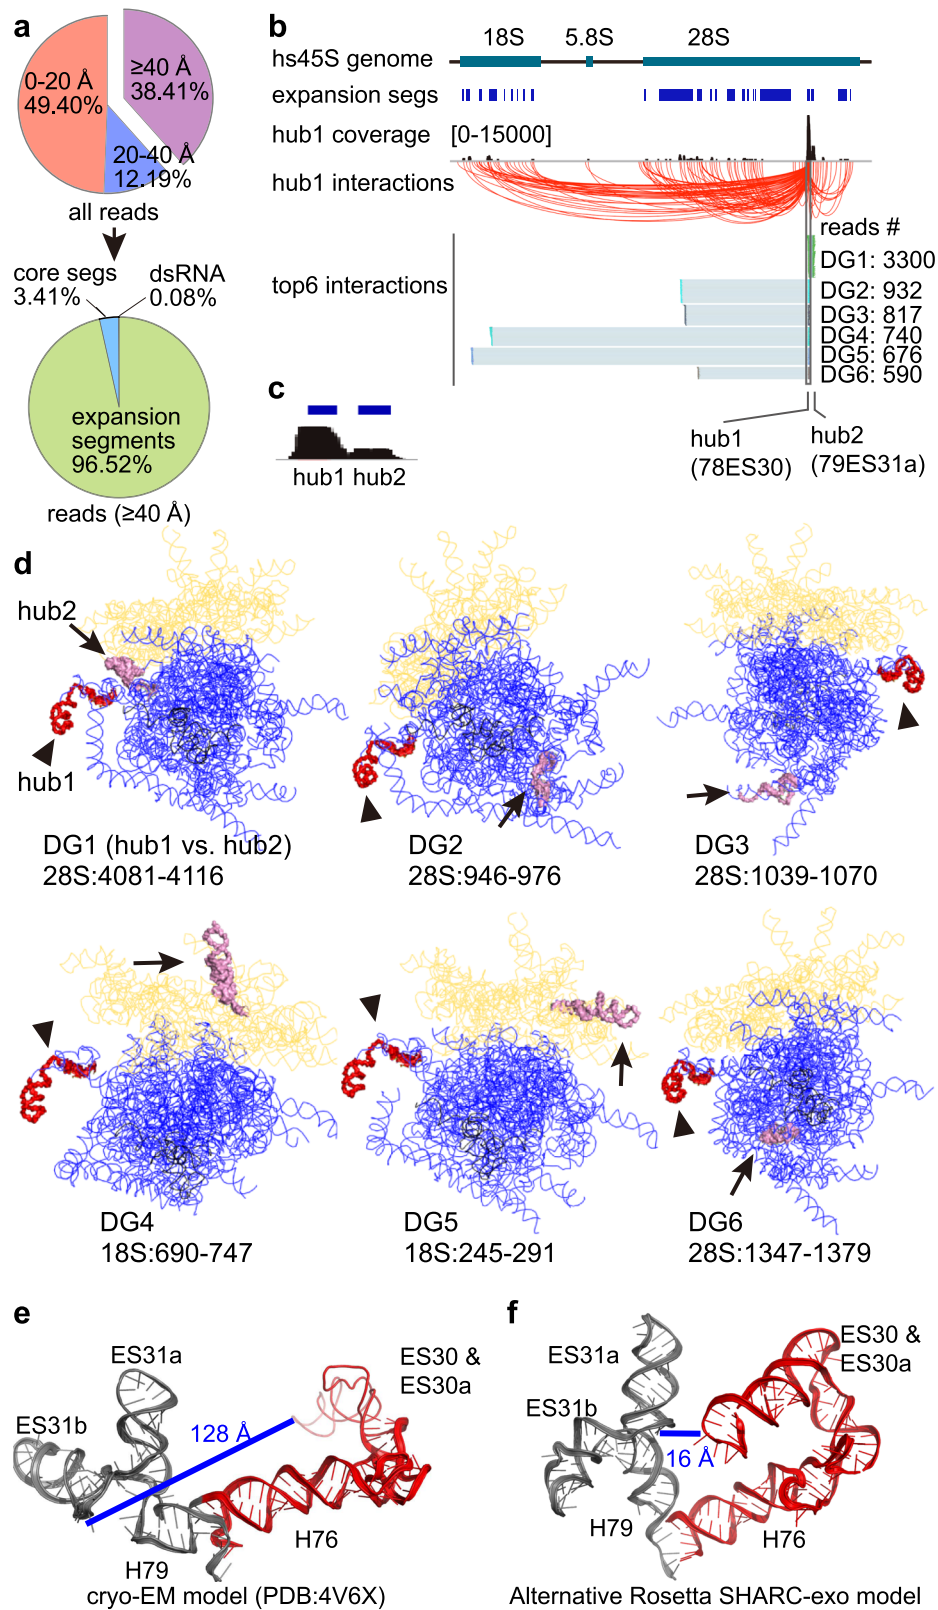 a
0-20 Å
49.40%
≥40 Å
38.41%
20-40 Å
12.19%
all reads
core segs
3.41%
dsRNA
0.08%
expansion
segments
96.52%
reads (≥40 Å)
b
18S 5.8S 28S
hs45S genome
expansion segs
hub1 coverage [0-15000]
hub1 interactions
reads #
top6 interactions
DG1: 3300
DG2: 932
DG3: 817
DG4: 740
DG5: 676
DG6: 590
hub1
(78ES30)
hub2
(79ES31a)
c
hub1 hub2
d
hub2
hub1
DG1 (hub1 vs. hub2)
28S:4081-4116
DG2
28S:946-976
DG3
28S:1039-1070
DG4
18S:690-747
DG5
18S:245-291
DG6
28S:1347-1379
e
ES31a
ES30 &
ES30a
ES31b
128 Å
H76
H79
cryo-EM model (PDB:4V6X)
f
ES31a
ES30 &
ES30a
ES31b
16 Å
H79
H76
Alternative Rosetta SHARC-exo model